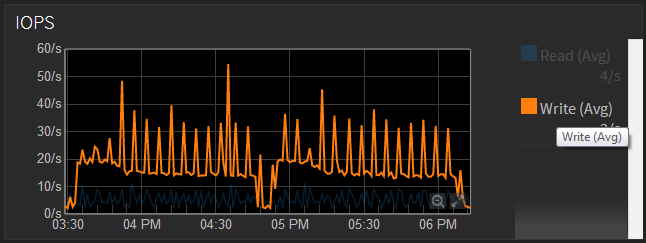 IOPS
60/s
50/s
40/s
30/s
20/s
10/s
0/s
03:30
04 PM
04:30
05 PM
05:30
06 PM
Read (Avg)
4/s
Write (Avg)
Write (Avg)